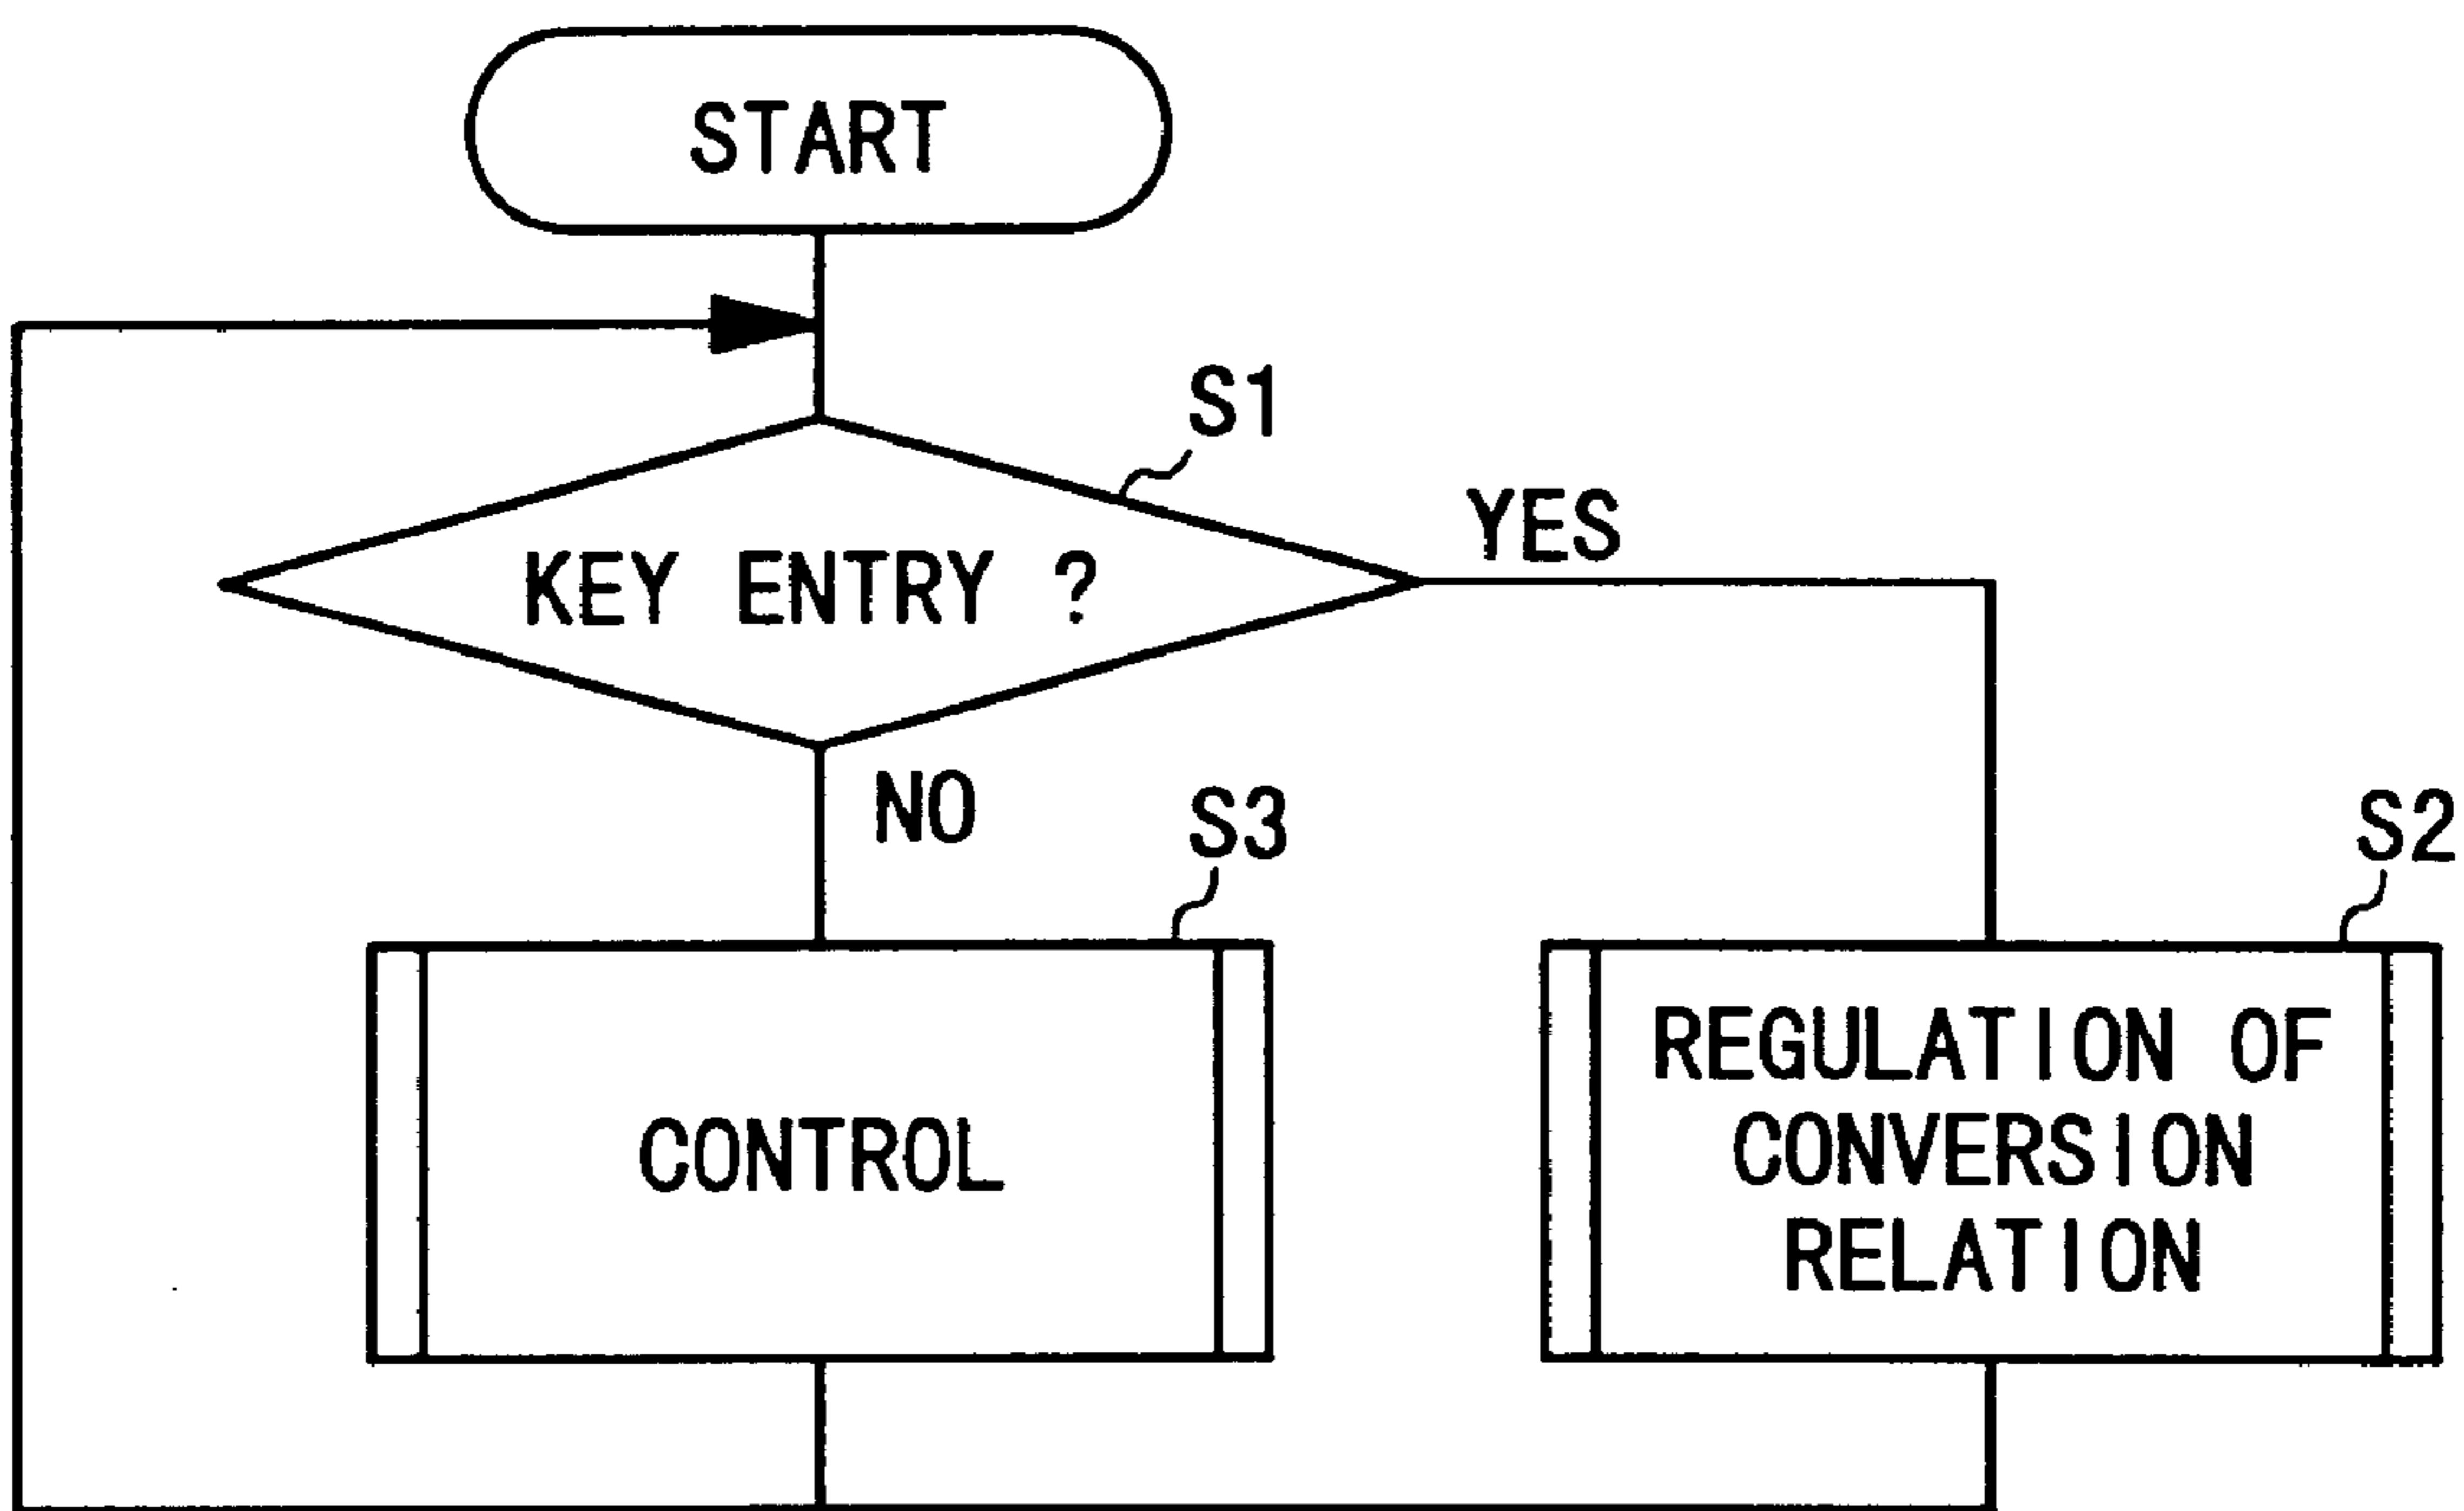 START
S1
YES
KEY ENTRY ?
NO
S3
S2
CONTROL
REGULATION OF
CONVERSION
RELATION